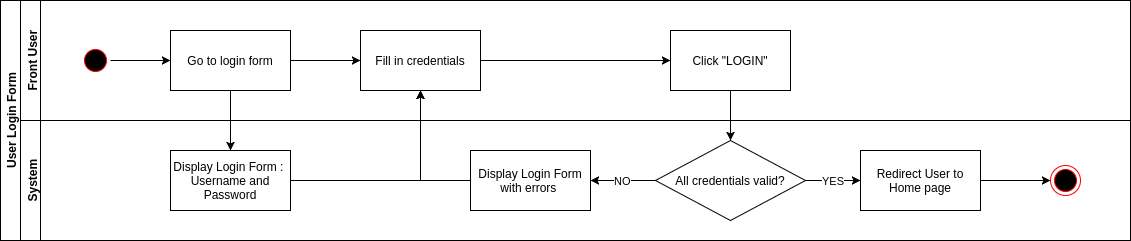 User Login Form
Front User
Go to login form
Fill in credentials
Click "LOGIN"
System
Display Login Form :
Username and
Password
Display Login Form
with errors
NO
All credentials valid?
YES
Redirect User to
Home page